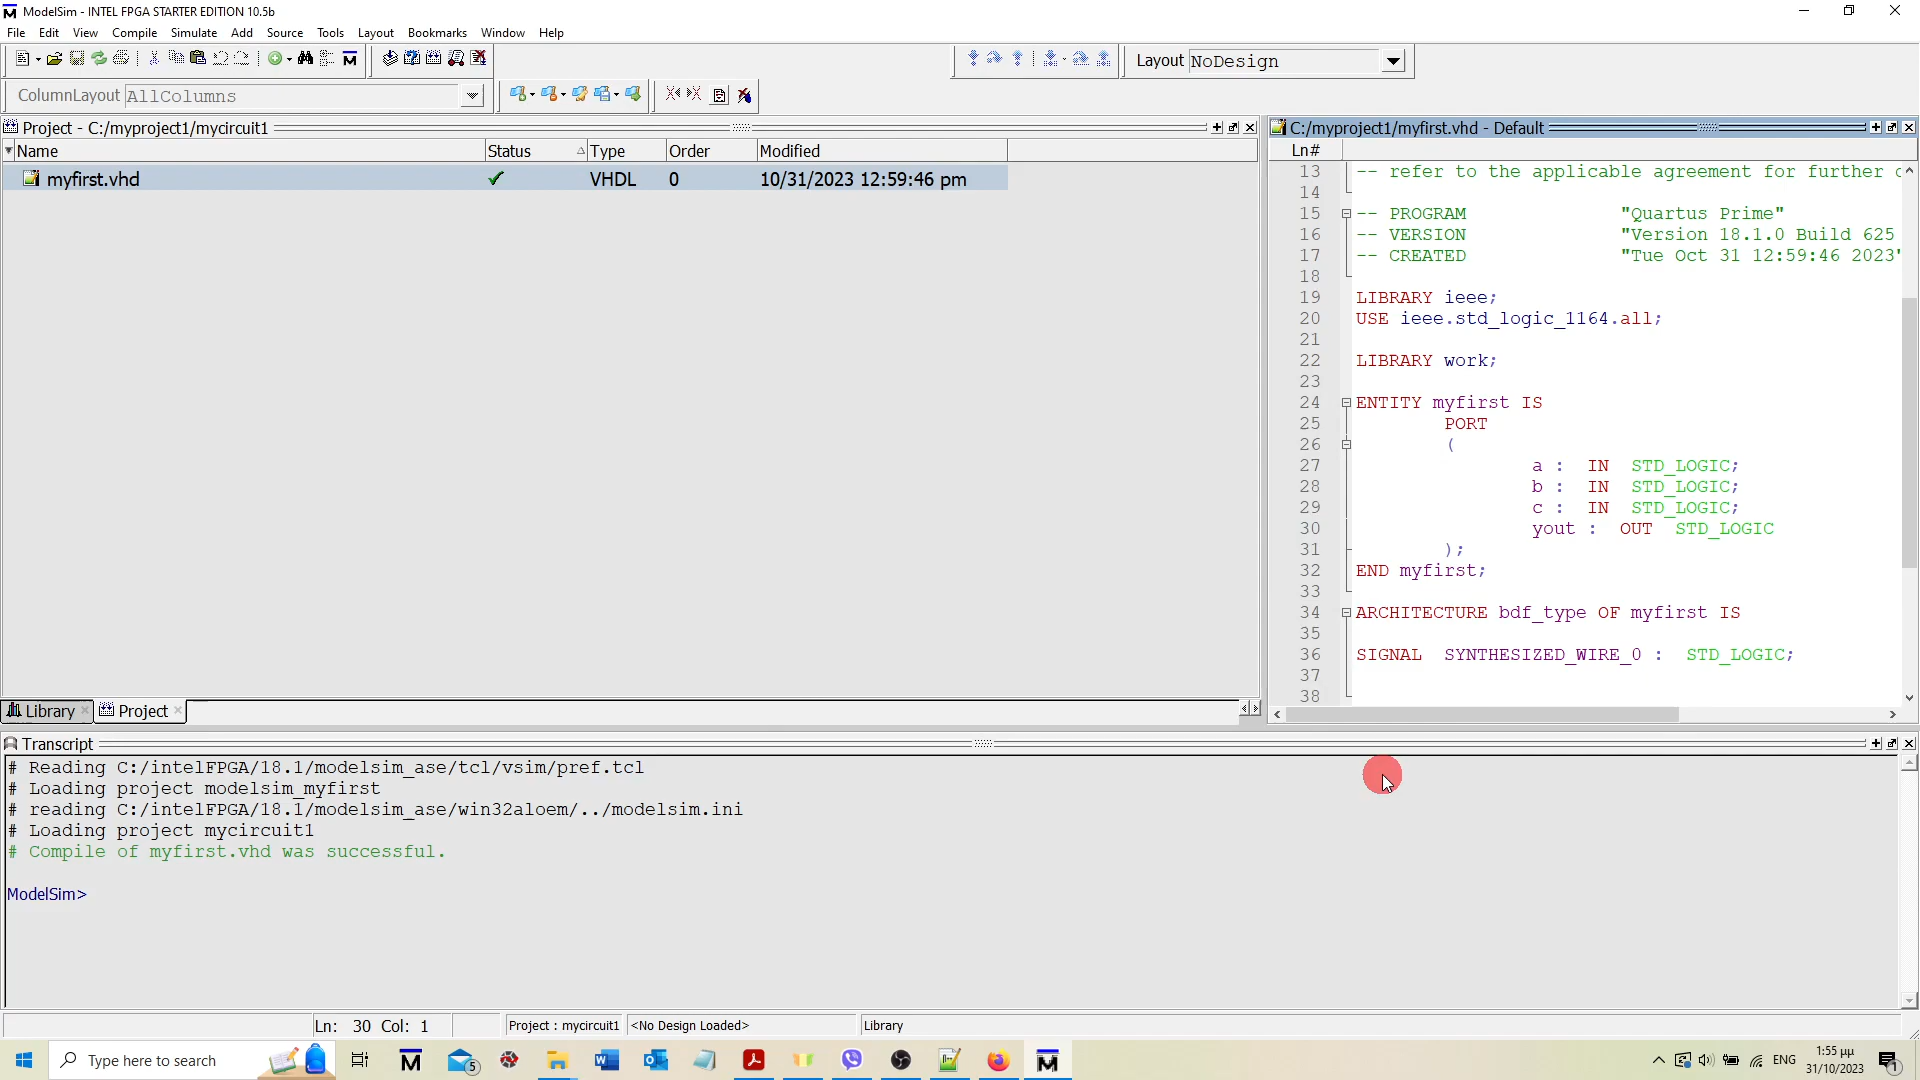 ModelSim - INTEL FPGA STARTER EDITION 10.5b
File Edit View Compile Simulate Add Source Tools Layout Bookmarks Window Help
Layout NoDesign
ColumnLayout AllColumns
Project - C:/myproject1/mycircuit1
Name Status Type Order Modified
myfirst.vhd VHDL 0 10/31/2023 12:59:46 pm
Library Project
C:/myproject1/myfirst.vhd - Default
Ln#
13 -- refer to the applicable agreement for further
14
15 -- PROGRAM "Quartus Prime"
16 -- VERSION "Version 18.1.0 Build 625
17 -- CREATED "Tue Oct 31 12:59:46 2023"
18
19 LIBRARY ieee;
20 USE ieee.std_logic_1164.all;
21
22 LIBRARY work;
23
24 ENTITY myfirst IS
25 PORT
26 (
27 a : IN STD_LOGIC;
28 b : IN STD_LOGIC;
29 c : IN STD_LOGIC;
30 yout : OUT STD_LOGIC
31 );
32 END myfirst;
33
34 ARCHITECTURE bdf_type OF myfirst IS
35
36 SIGNAL SYNTHESIZED_WIRE_0 : STD_LOGIC;
37
38
Transcript
# Reading C:/intelFPGA/18.1/modelsim_ase/tcl/vsim/pref.tcl
# Loading project modelsim_myfirst
# reading C:/intelFPGA/18.1/modelsim_ase/win32aloem/../modelsim.ini
# Loading project mycircuit1
# Compile of myfirst.vhd was successful.
ModelSim>
Ln: 30 Col: 1 Project : mycircuit1 <No Design Loaded> Library
Type here to search 5 ENG 1:55 μμ
31/10/2023 1